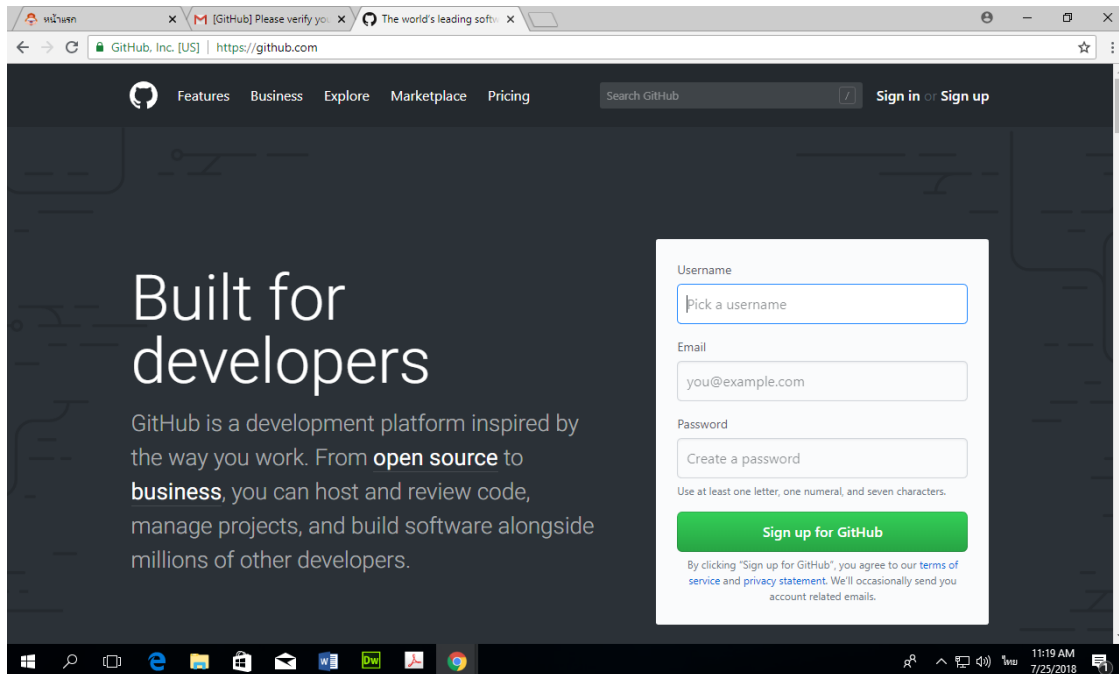 หน้าแรก
[GitHub] Please verify you
The world's leading softw
GitHub, Inc. [US] | https://github.com
Features Business Explore Marketplace Pricing
Search GitHub /
Sign in or Sign up
Built for
developers
GitHub is a development platform inspired by
the way you work. From open source to
business, you can host and review code,
manage projects, and build software alongside
millions of other developers.
Username
Pick a username
Email
you@example.com
Password
Create a password
Use at least one letter, one numeral, and seven characters.
Sign up for GitHub
By clicking “Sign up for GitHub”, you agree to our terms of
service and privacy statement. We’ll occasionally send you
account related emails.
W
Dw
ไทย
11:19 AM
7/25/2018
1